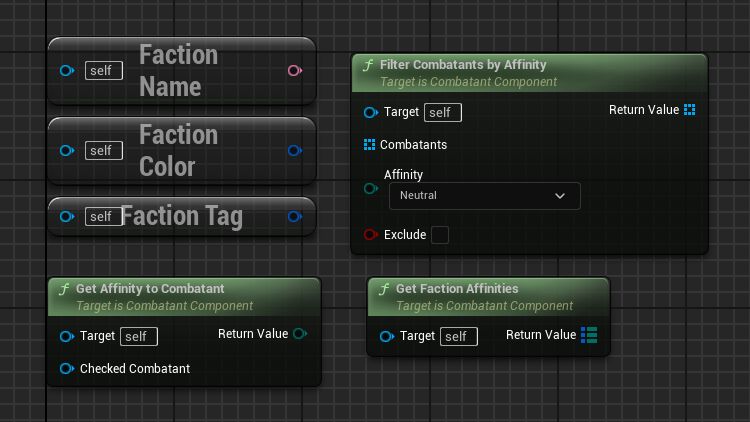 self
Faction
Name
self
Faction
Color
self
Faction Tag
f Filter Combatants by Affinity
Target is Combatant Component
Target self
Return Value
Combatants
Affinity
Neutral
Exclude
f Get Affinity to Combatant
Target is Combatant Component
Target self
Return Value
Checked Combatant
f Get Faction Affinities
Target is Combatant Component
Target self
Return Value